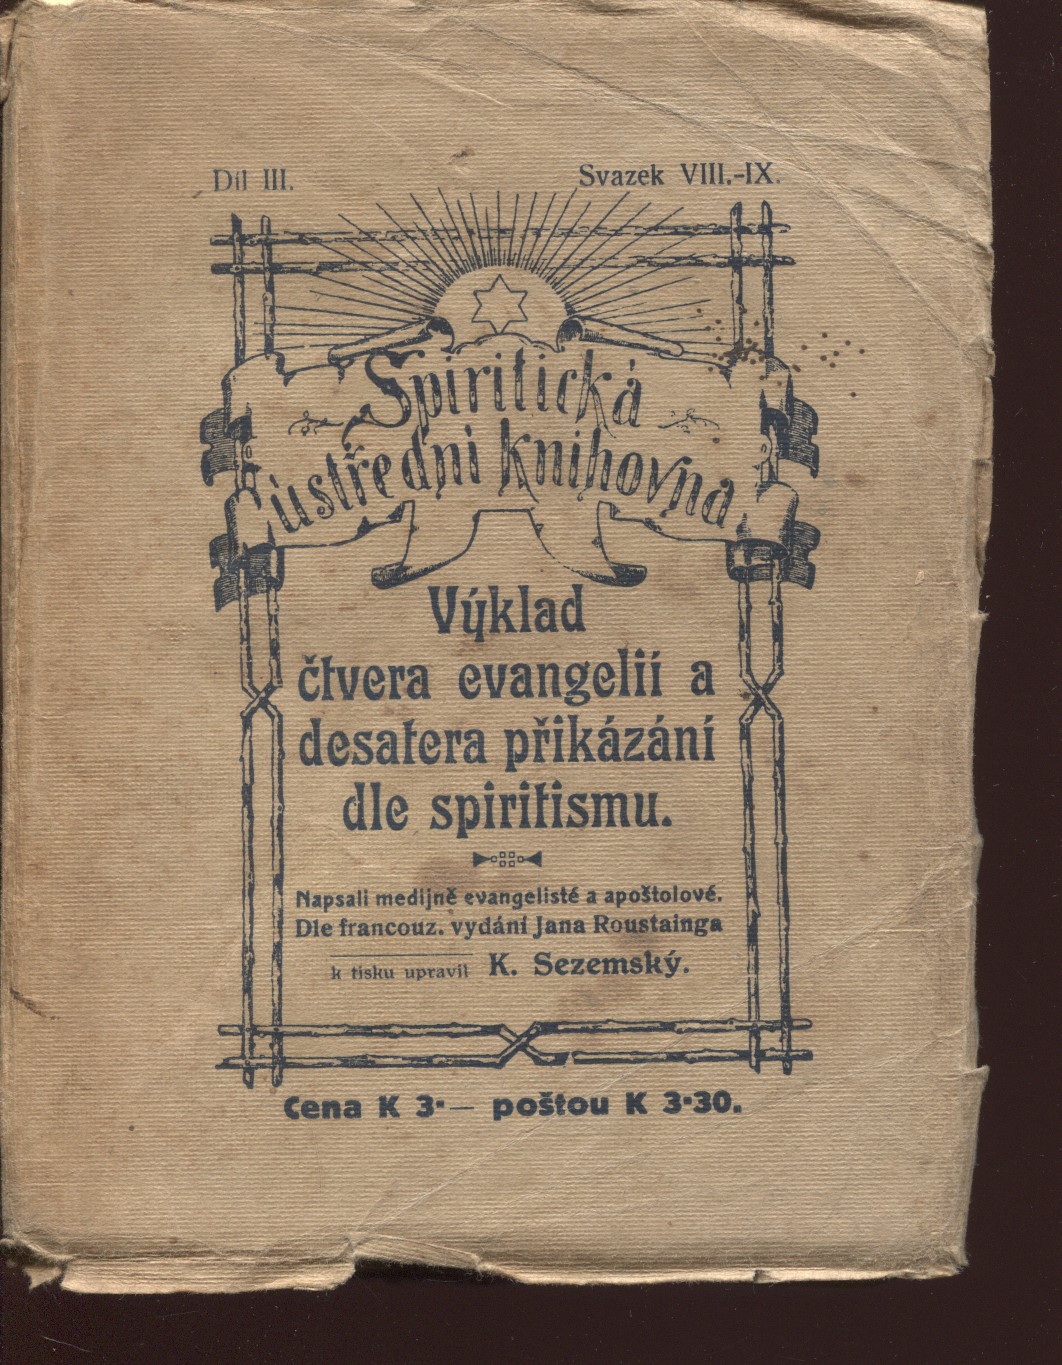 Díl III.
Svazek VIII.-IX.
Spiritická
ústřední knihovna
Výklad
čtvera evangelií a
desatera přikázání
dle spiritismu.
Napsali medijně evangelisté a apoštolové.
Dle francouz. vydání Jana Roustainga
k tisku upravil K. Sezemský.
Cena K 3·— poštou K 3·30.